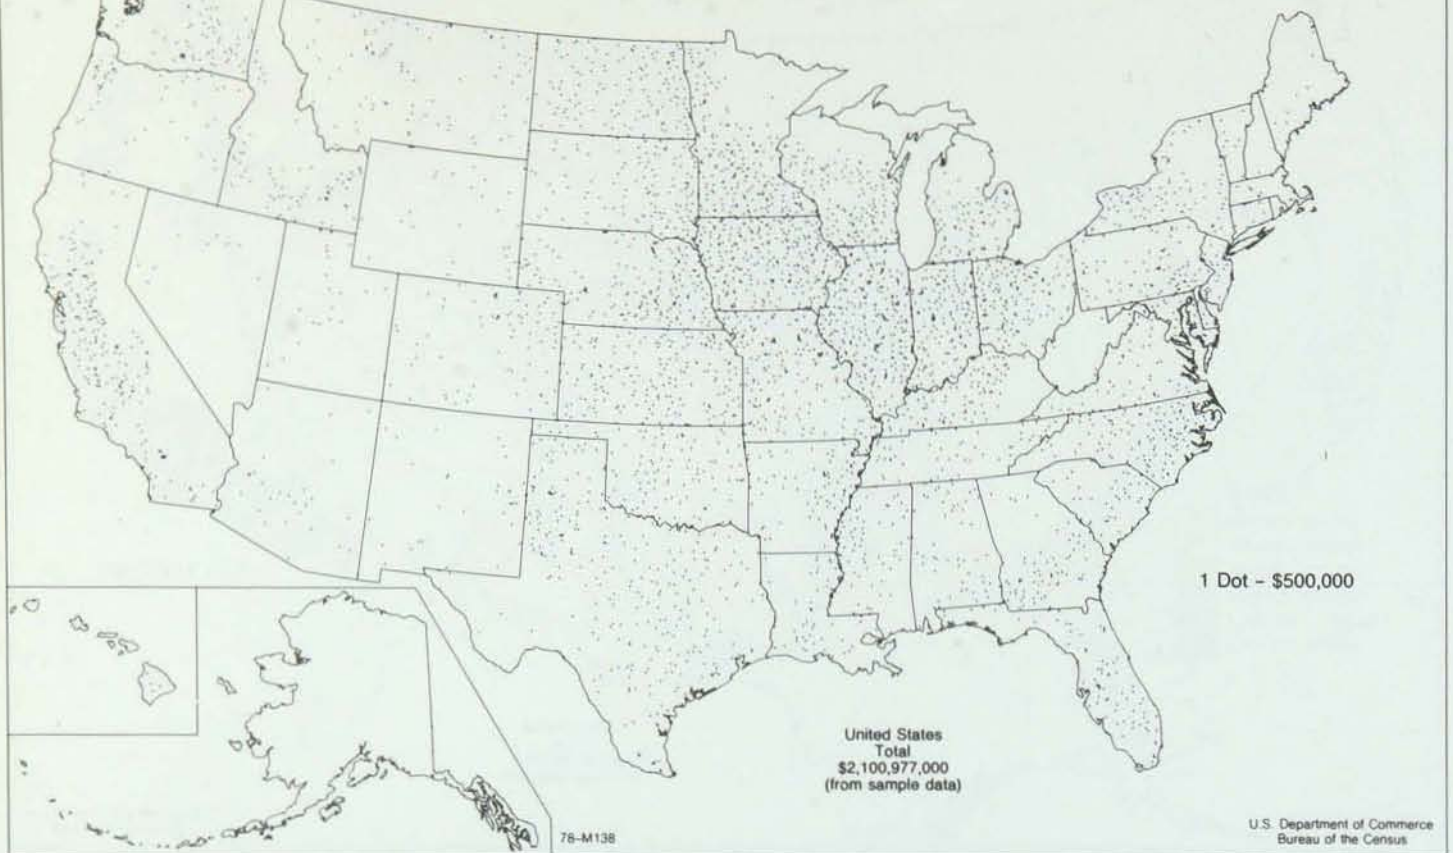 1 Dot - $500,000
United States
Total
$2,100,977,000
(from sample data)
78-M138
U.S. Department of Commerce
Bureau of the Census